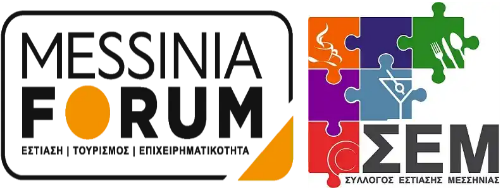 MESSINIA
FORUM
ΕΣΤΙΑΣΗ | ΤΟΥΡΙΣΜΟΣ | ΕΠΙΧΕΙΡΗΜΑΤΙΚΟΤΗΤΑ
ΣΕΜ
ΣΥΛΛΟΓΟΣ ΕΣΤΙΑΣΗΣ ΜΕΣΣΗΝΙΑΣ